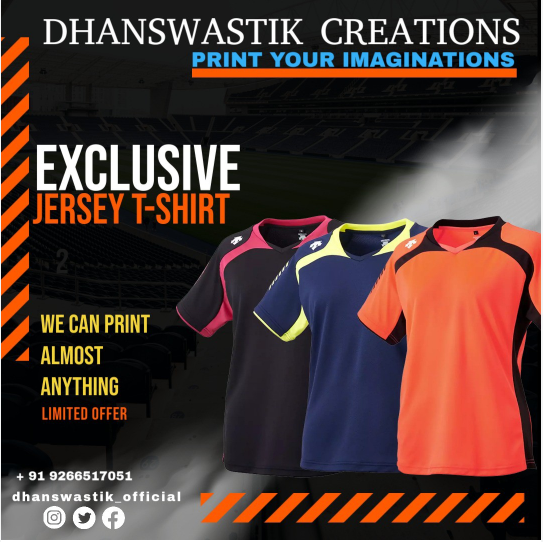 DHANSWASTIK CREATIONS
PRINT YOUR IMAGINATIONS
EXCLUSIVE
JERSEY T-SHIRT
WE CAN PRINT
ALMOST
ANYTHING
LIMITED OFFER
+ 91 9266517051
dhanswastik_official